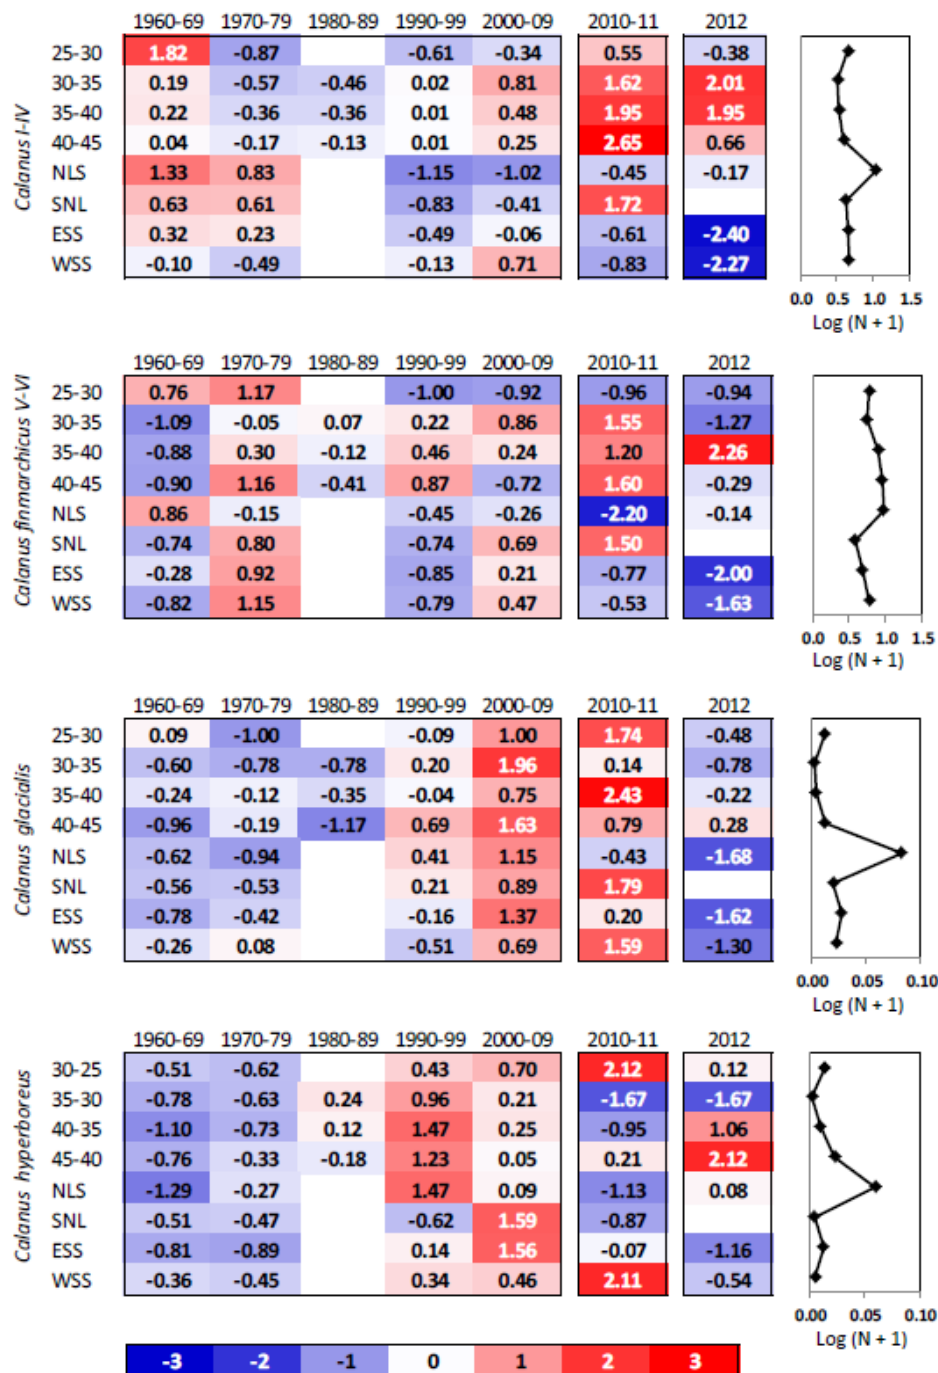 1960-69 1970-79 1980-89 1990-99 2000-09 2010-11 2012
Calanus I-IV
25-30 1.82 -0.87 -0.61 -0.34 0.55 -0.38
30-35 0.19 -0.57 -0.46 0.02 0.81 1.62 2.01
35-40 0.22 -0.36 -0.36 0.01 0.48 1.95 1.95
40-45 0.04 -0.17 -0.13 0.01 0.25 2.65 0.66
NLS 1.33 0.83 -1.15 -1.02 -0.45 -0.17
SNL 0.63 0.61 -0.83 -0.41 1.72
ESS 0.32 0.23 -0.49 -0.06 -0.61 -2.40
WSS -0.10 -0.49 -0.13 0.71 -0.83 -2.27
0.0 0.5 1.0 1.5
Log (N + 1)
1960-69 1970-79 1980-89 1990-99 2000-09 2010-11 2012
Calanus finmarchicus V-VI
25-30 0.76 1.17 -1.00 -0.92 -0.96 -0.94
30-35 -1.09 -0.05 0.07 0.22 0.86 1.55 -1.27
35-40 -0.88 0.30 -0.12 0.46 0.24 1.20 2.26
40-45 -0.90 1.16 -0.41 0.87 -0.72 1.60 -0.29
NLS 0.86 -0.15 -0.45 -0.26 -2.20 -0.14
SNL -0.74 0.80 -0.74 0.69 1.50
ESS -0.28 0.92 -0.85 0.21 -0.77 -2.00
WSS -0.82 1.15 -0.79 0.47 -0.53 -1.63
0.0 0.5 1.0 1.5
Log (N + 1)
1960-69 1970-79 1980-89 1990-99 2000-09 2010-11 2012
Calanus glacialis
25-30 0.09 -1.00 -0.09 1.00 1.74 -0.48
30-35 -0.60 -0.78 -0.78 0.20 1.96 0.14 -0.78
35-40 -0.24 -0.12 -0.35 -0.04 0.75 2.43 -0.22
40-45 -0.96 -0.19 -1.17 0.69 1.63 0.79 0.28
NLS -0.62 -0.94 0.41 1.15 -0.43 -1.68
SNL -0.56 -0.53 0.21 0.89 1.79
ESS -0.78 -0.42 -0.16 1.37 0.20 -1.62
WSS -0.26 0.08 -0.51 0.69 1.59 -1.30
0.00 0.05 0.10
Log (N + 1)
1960-69 1970-79 1980-89 1990-99 2000-09 2010-11 2012
Calanus hyperboreus
30-25 -0.51 -0.62 0.43 0.70 2.12 0.12
35-30 -0.78 -0.63 0.24 0.96 0.21 -1.67 -1.67
40-35 -1.10 -0.73 0.12 1.47 0.25 -0.95 1.06
45-40 -0.76 -0.33 -0.18 1.23 0.05 0.21 2.12
NLS -1.29 -0.27 1.47 0.09 -1.13 0.08
SNL -0.51 -0.47 -0.62 1.59 -0.87
ESS -0.81 -0.89 0.14 1.56 -0.07 -1.16
WSS -0.36 -0.45 0.34 0.46 2.11 -0.54
0.00 0.05 0.10
Log (N + 1)
-3 -2 -1 0 1 2 3